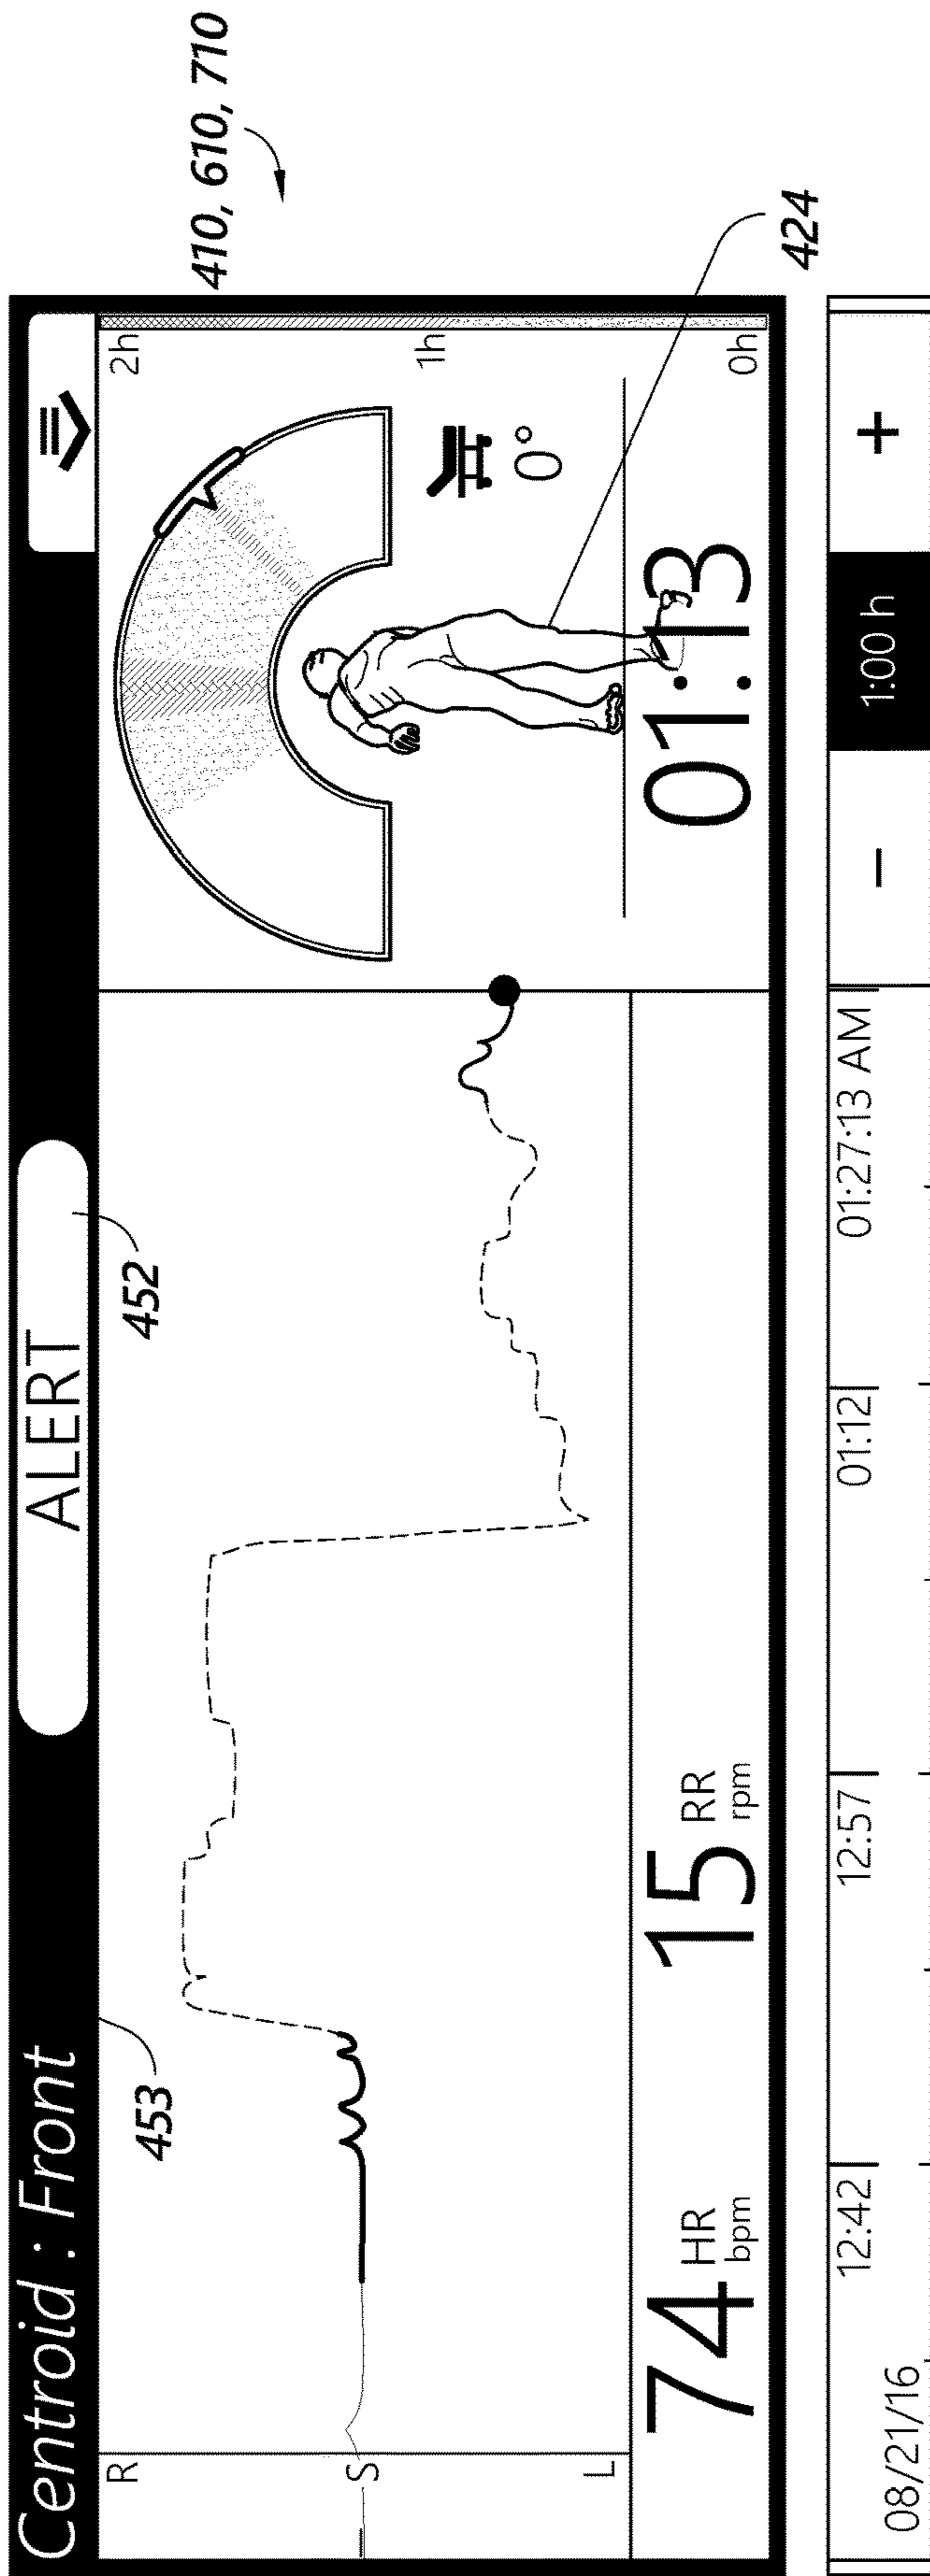 410, 610, 710
Centroid : Front
ALERT
453
452
R
S
L
2h
1h
0h
0°
424
74 HR
bpm
15 RR
rpm
01:13
08/21/16
12:42
12:57
01:12
01:27:13 AM
−
1:00 h
+